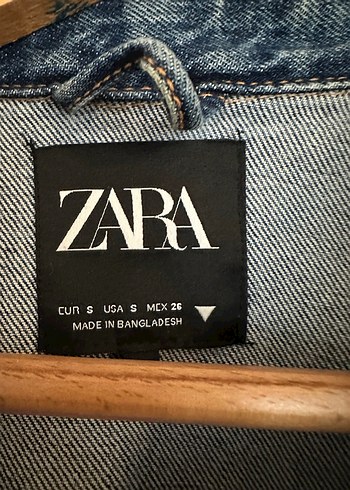 ZARA
EUR S USA S MEX 26
MADE IN BANGLADESH